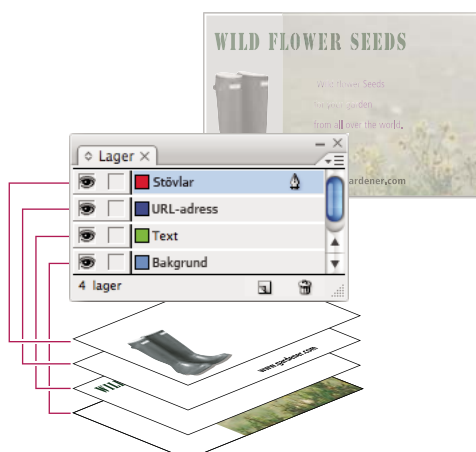 WILD FLOWER SEEDS
Wild flower Seeds
for your garden
from all over the world.
ardener.com
Lager
Stövlar
URL-adress
Text
Bakgrund
4 lager
www.gardener.com
WILD